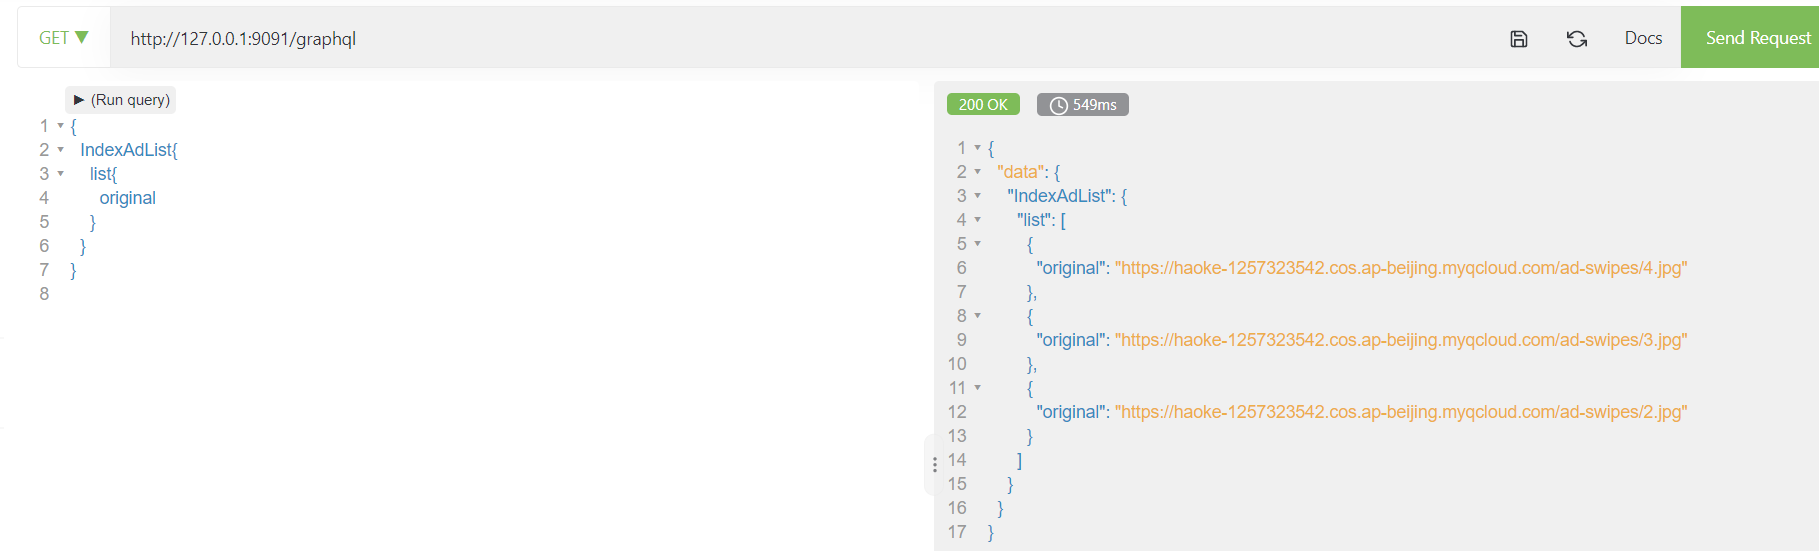 GET ▼ http://127.0.0.1:9091/graphql Docs Send Request
▶ (Run query)
1 {
2 IndexAdList{
3 list{
4 original
5 }
6 }
7 }
8
200 OK 549ms
1 {
2 "data": {
3 "IndexAdList": {
4 "list": [
5 {
6 "original": "https://haoke-1257323542.cos.ap-beijing.myqcloud.com/ad-swipes/4.jpg"
7 },
8 {
9 "original": "https://haoke-1257323542.cos.ap-beijing.myqcloud.com/ad-swipes/3.jpg"
10 },
11 {
12 "original": "https://haoke-1257323542.cos.ap-beijing.myqcloud.com/ad-swipes/2.jpg"
13 }
14 ]
15 }
16 }
17 }